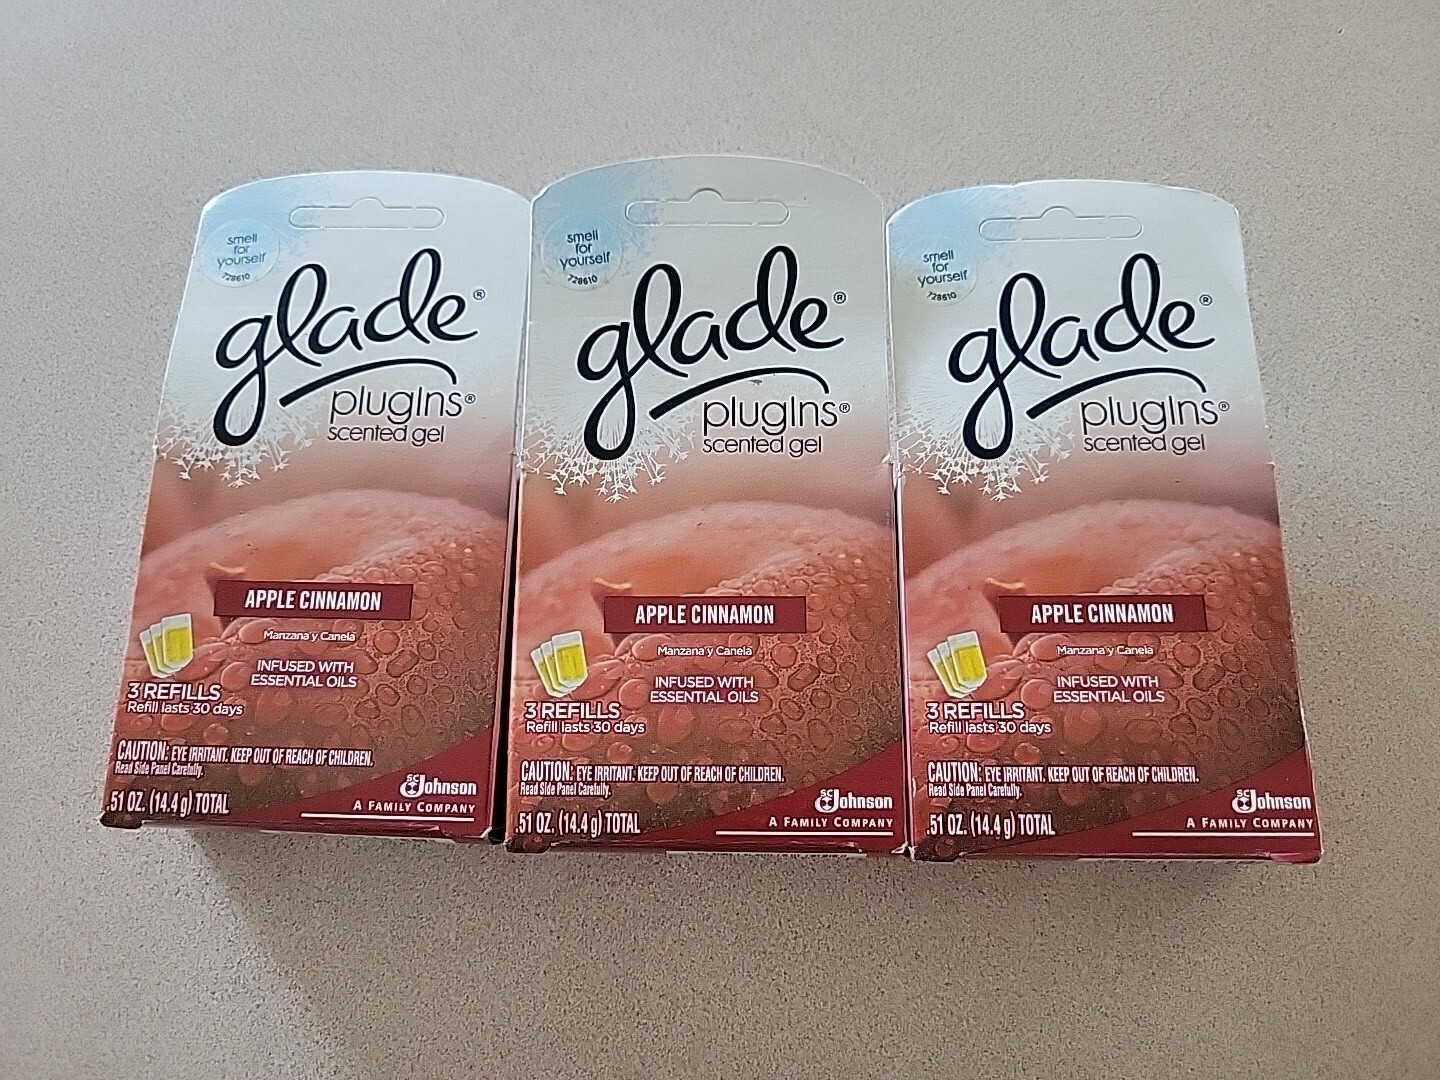 smell
for
yourself
728610
glade®
plugIns®
scented gel
APPLE CINNAMON
Manzana y Canela
INFUSED WITH
ESSENTIAL OILS
3 REFILLS
Refill lasts 30 days
CAUTION: EYE IRRITANT. KEEP OUT OF REACH OF CHILDREN.
Read Side Panel Carefully.
.51 OZ. (14.4 g) TOTAL
SC Johnson
A FAMILY COMPANY
smell
for
yourself
728610
glade®
plugIns®
scented gel
APPLE CINNAMON
Manzana y Canela
INFUSED WITH
ESSENTIAL OILS
3 REFILLS
Refill lasts 30 days
CAUTION: EYE IRRITANT. KEEP OUT OF REACH OF CHILDREN.
Read Side Panel Carefully.
.51 OZ. (14.4 g) TOTAL
SC Johnson
A FAMILY COMPANY
smell
for
yourself
728610
glade®
plugIns®
scented gel
APPLE CINNAMON
Manzana y Canela
INFUSED WITH
ESSENTIAL OILS
3 REFILLS
Refill lasts 30 days
CAUTION: EYE IRRITANT. KEEP OUT OF REACH OF CHILDREN.
Read Side Panel Carefully.
.51 OZ. (14.4 g) TOTAL
SC Johnson
A FAMILY COMPANY